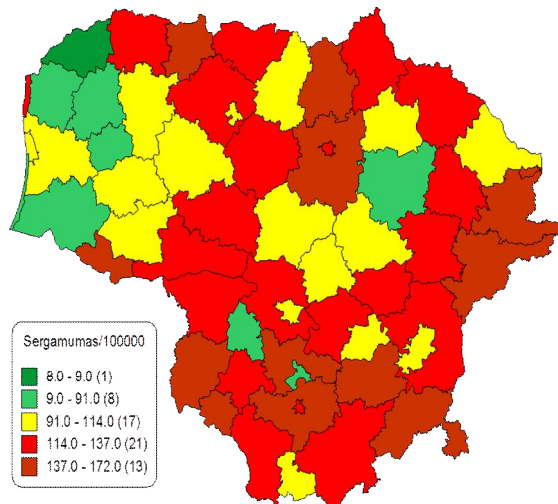 Sergamumas/100000
8.0 - 9.0 (1)
9.0 - 91.0 (8)
91.0 - 114.0 (17)
114.0 - 137.0 (21)
137.0 - 172.0 (13)